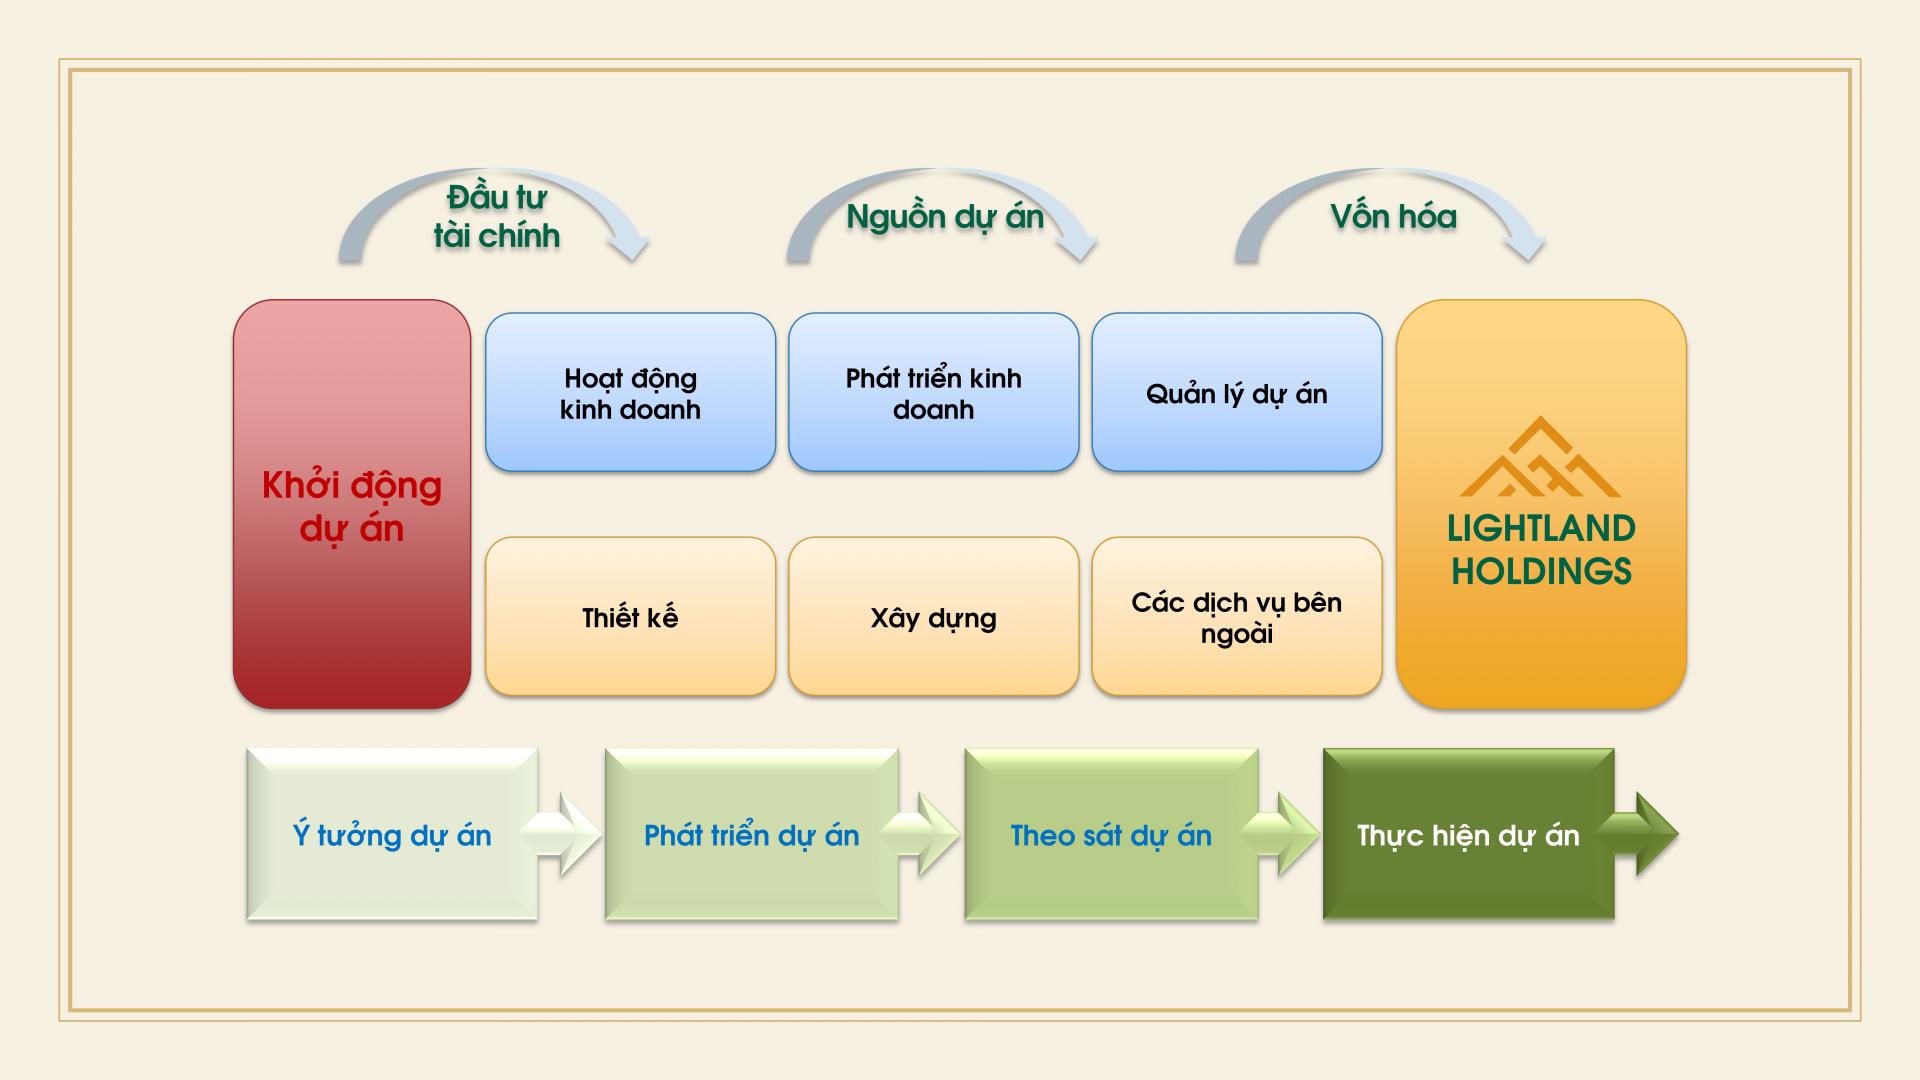 Đầu tư
tài chính
Nguồn dự án
Vốn hóa
Khởi động
dự án
Hoạt động
kinh doanh
Phát triển kinh
doanh
Quản lý dự án
Thiết kế
Xây dựng
Các dịch vụ bên
ngoài
LIGHTLAND
HOLDINGS
Ý tưởng dự án
Phát triển dự án
Theo sát dự án
Thực hiện dự án